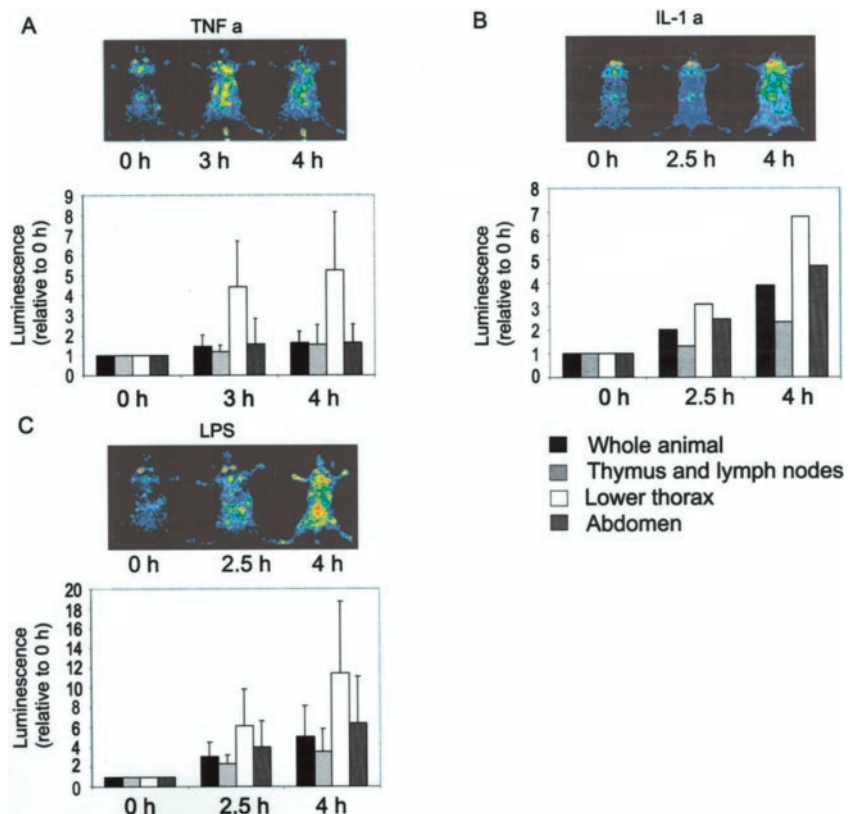 A
TNF a
0 h 3 h 4 h
Luminescence
(relative to 0 h)
9
8
7
6
5
4
3
2
1
0
0 h 3 h 4 h
B
IL-1 a
0 h 2.5 h 4 h
Luminescence
(relative to 0 h)
8
7
6
5
4
3
2
1
0
0 h 2.5 h 4 h
Whole animal
Thymus and lymph nodes
Lower thorax
Abdomen
C
LPS
0 h 2.5 h 4 h
Luminescence
(relative to 0 h)
20
18
16
14
12
10
8
6
4
2
0
0 h 2.5 h 4 h